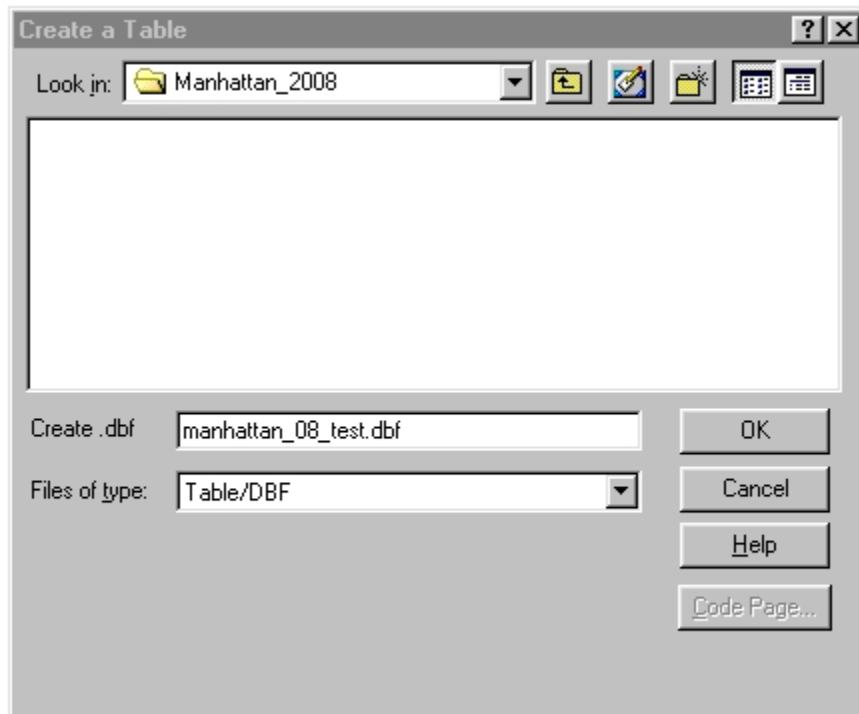 Create a Table
Look in: Manhattan_2008
Create .dbf manhattan_08_test.dbf OK
Files of type: Table/DBF Cancel
Help
Code Page...